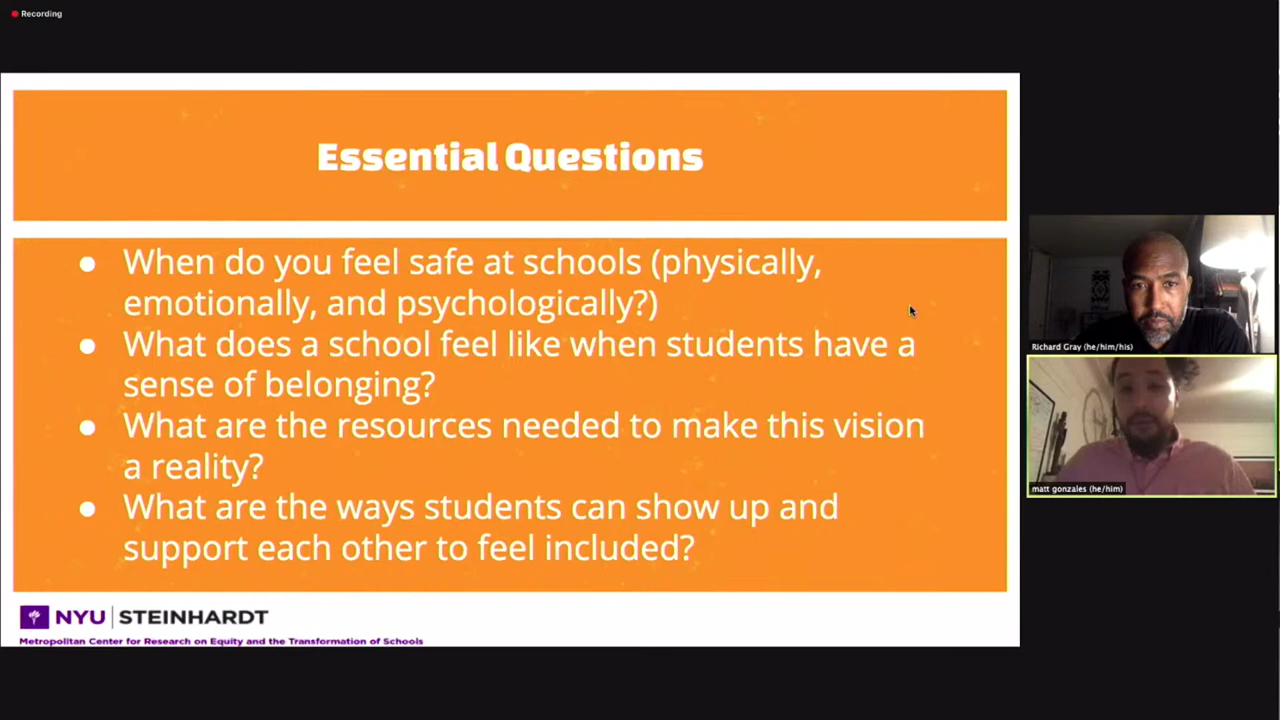 Recording
Essential Questions
● When do you feel safe at schools (physically,
emotionally, and psychologically?)
● What does a school feel like when students have a
sense of belonging?
● What are the resources needed to make this vision
a reality?
● What are the ways students can show up and
support each other to feel included?
NYU | STEINHARDT
Metropolitan Center for Research on Equity and the Transformation of Schools
Richard Gray (he/him/his)
matt gonzales (he/him)